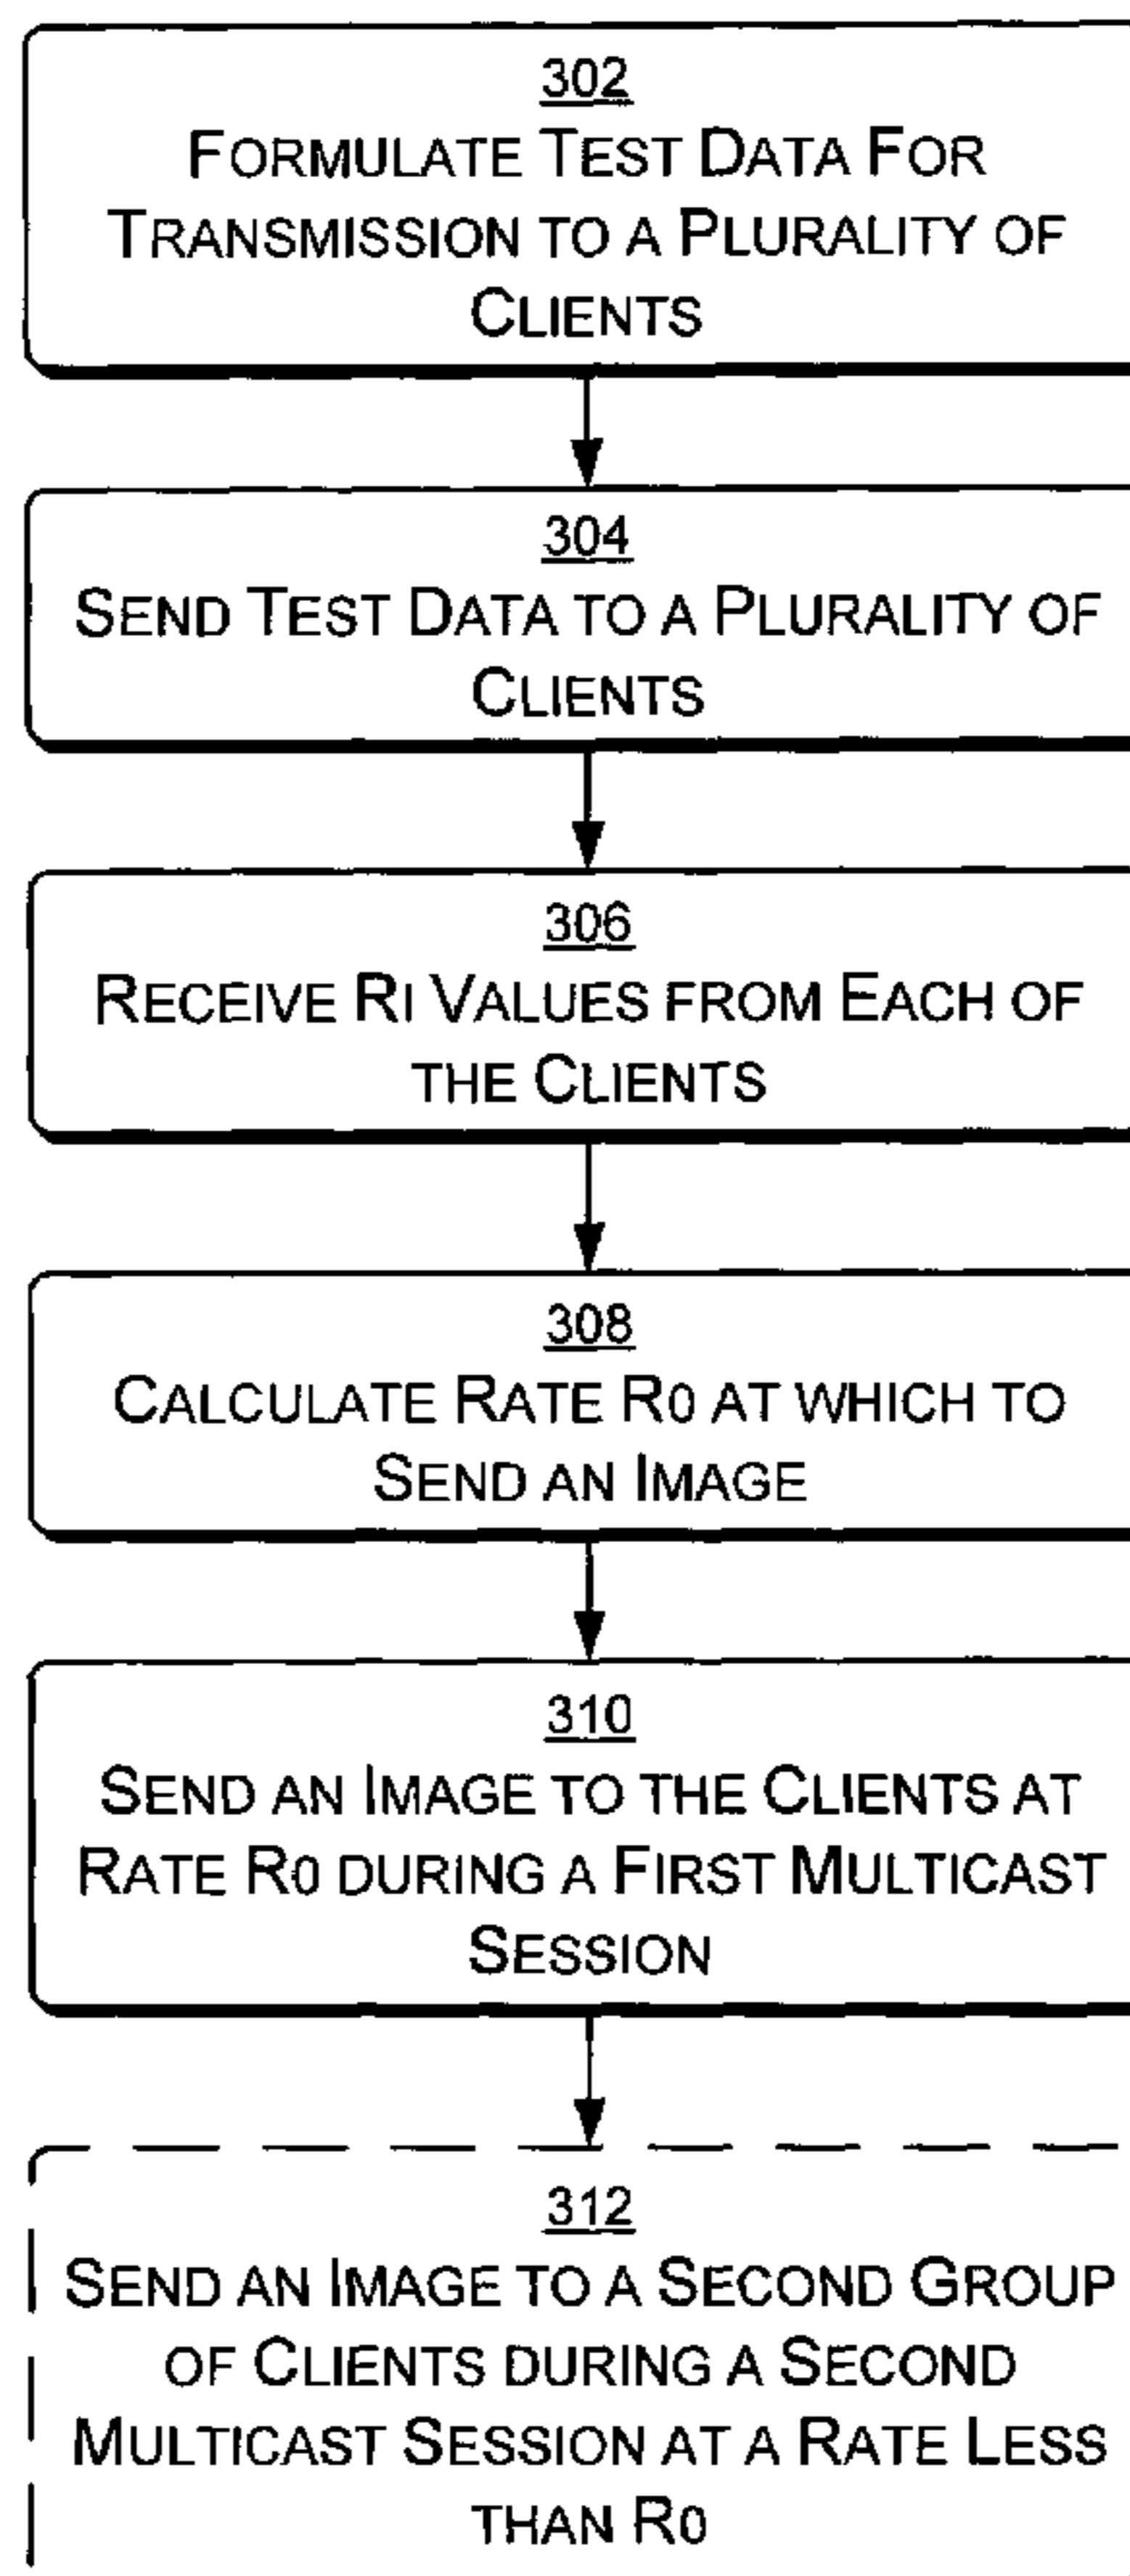 302
FORMULATE TEST DATA FOR
TRANSMISSION TO A PLURALITY OF
CLIENTS
304
SEND TEST DATA TO A PLURALITY OF
CLIENTS
306
RECEIVE RI VALUES FROM EACH OF
THE CLIENTS
308
CALCULATE RATE R0 AT WHICH TO
SEND AN IMAGE
310
SEND AN IMAGE TO THE CLIENTS AT
RATE R0 DURING A FIRST MULTICAST
SESSION
312
SEND AN IMAGE TO A SECOND GROUP
OF CLIENTS DURING A SECOND
MULTICAST SESSION AT A RATE LESS
THAN R0